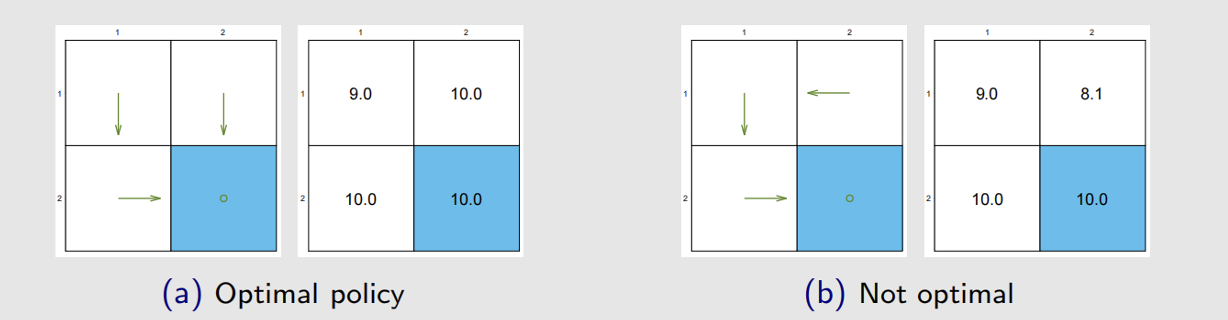 1 2 1 2 1 2 1 2
1 1 9.0 10.0 1 1 9.0 8.1
2 2 10.0 10.0 2 2 10.0 10.0
(a) Optimal policy (b) Not optimal